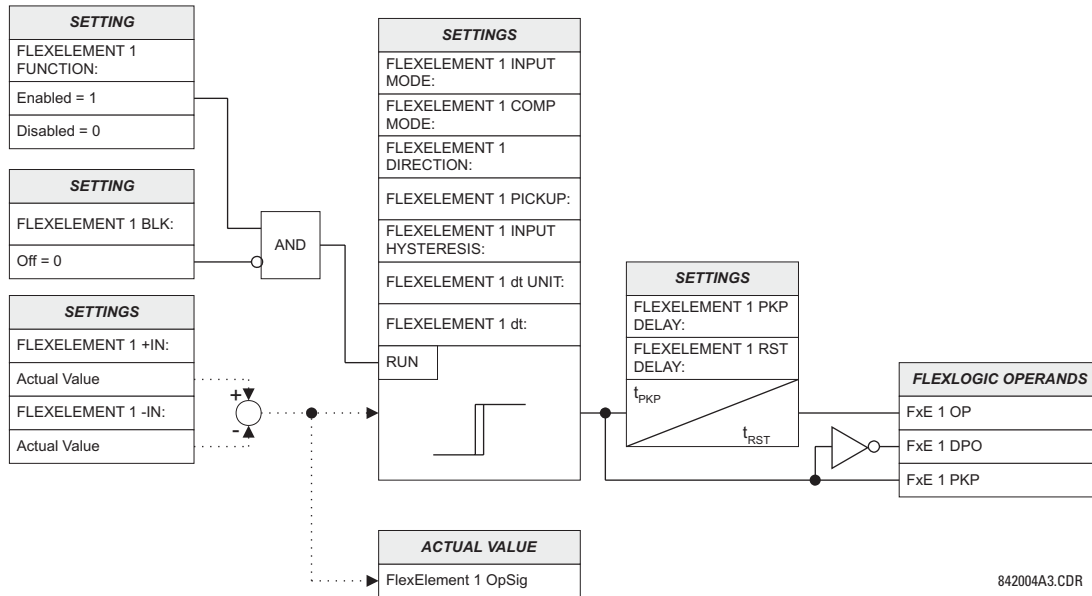 SETTING
FLEXELEMENT 1
FUNCTION:
Enabled = 1
Disabled = 0
SETTING
FLEXELEMENT 1 BLK:
Off = 0
SETTINGS
FLEXELEMENT 1 +IN:
Actual Value
FLEXELEMENT 1 -IN:
Actual Value
+
-
AND
SETTINGS
FLEXELEMENT 1 INPUT
MODE:
FLEXELEMENT 1 COMP
MODE:
FLEXELEMENT 1
DIRECTION:
FLEXELEMENT 1 PICKUP:
FLEXELEMENT 1 INPUT
HYSTERESIS:
FLEXELEMENT 1 dt UNIT:
FLEXELEMENT 1 dt:
RUN
SETTINGS
FLEXELEMENT 1 PKP
DELAY:
FLEXELEMENT 1 RST
DELAY:
tPKP
tRST
FLEXLOGIC OPERANDS
FxE 1 OP
FxE 1 DPO
FxE 1 PKP
ACTUAL VALUE
FlexElement 1 OpSig
842004A3.CDR